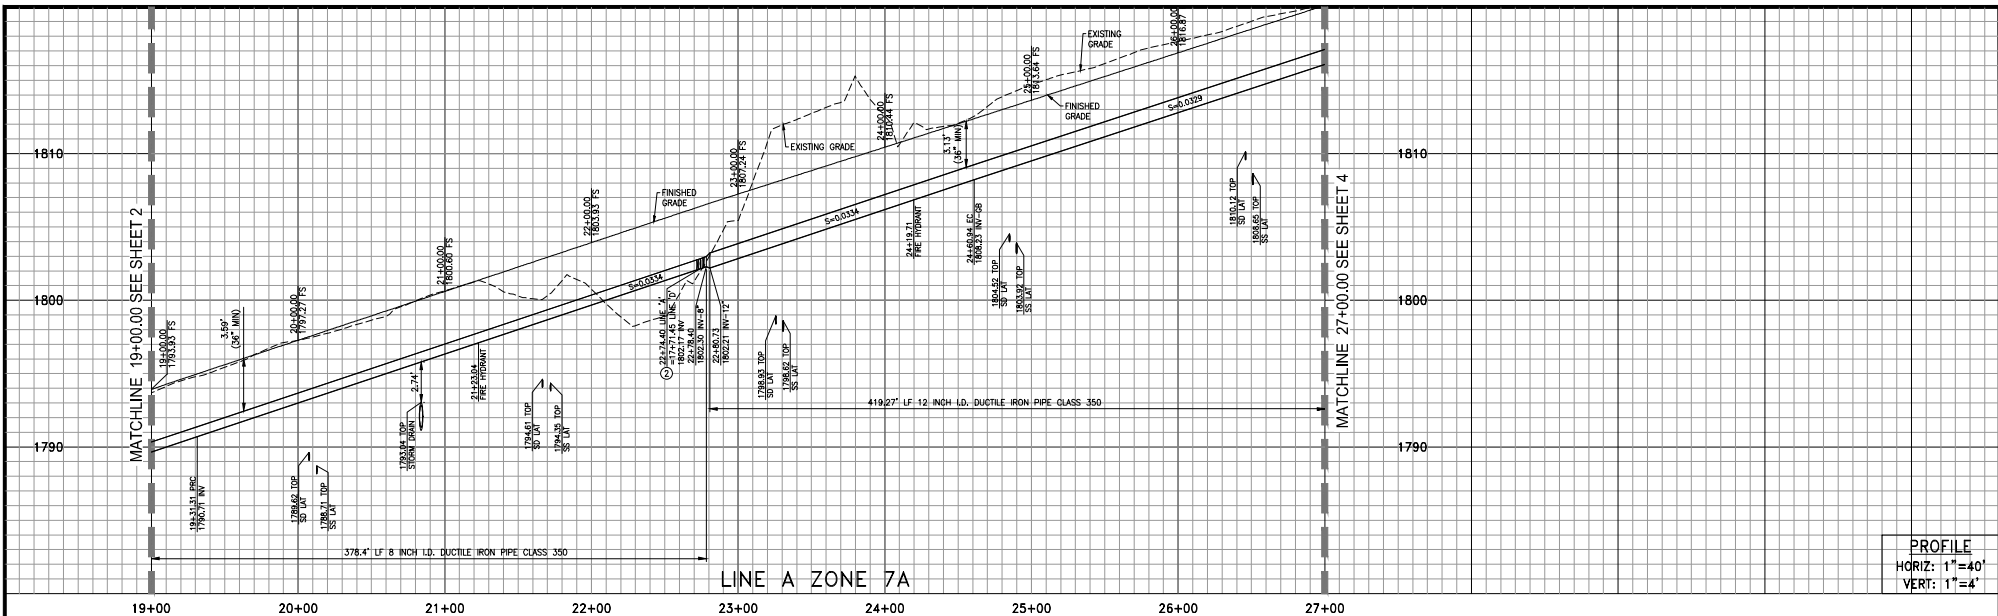 EXISTING
GRADE
26+00.00
1816.87
25+00.00
1813.64 FS
S=0.0329
FINISHED
GRADE
24+00.00
1810.44 FS
3.13'
(36" MIN)
EXISTING GRADE
1810
1810
23+00.00
1807.24 FS
FINISHED
GRADE
22+00.00
1803.93 FS
S=0.0334
24+19.71
FIRE HYDRANT
24+60.94 EC
1808.23 INV-GB
1810.12 TOP
SD LAT
1808.65 TOP
SS LAT
MATCHLINE 19+00.00 SEE SHEET 2
MATCHLINE 27+00.00 SEE SHEET 4
21+00.00
1800.60 FS
1804.52 TOP
SD LAT
1803.92 TOP
SS LAT
S=0.0334
1800
1800
20+00.00
1797.27 FS
3.59'
(36" MIN)
19+00.00
1793.93 FS
22+74.40 LINE "A"
=17+71.45 LINE "D"
1802.17 INV
22+78.40
1802.30 INV-8"
22+80.73
1802.21 INV-12"
2
21+23.04
FIRE HYDRANT
2.74'
1798.93 TOP
SD LAT
1798.62 TOP
SS LAT
419.27' LF 12 INCH I.D. DUCTILE IRON PIPE CLASS 350
1793.04 TOP
STORM DRAIN
1794.61 TOP
SD LAT
1794.35 TOP
SS LAT
1790
1790
19+31.31 PRC
1790.71 INV
1789.62 TOP
SD LAT
1788.71 TOP
SS LAT
378.4' LF 8 INCH I.D. DUCTILE IRON PIPE CLASS 350
LINE A ZONE 7A
PROFILE
HORIZ: 1"=40'
VERT: 1"=4'
19+00 20+00 21+00 22+00 23+00 24+00 25+00 26+00 27+00